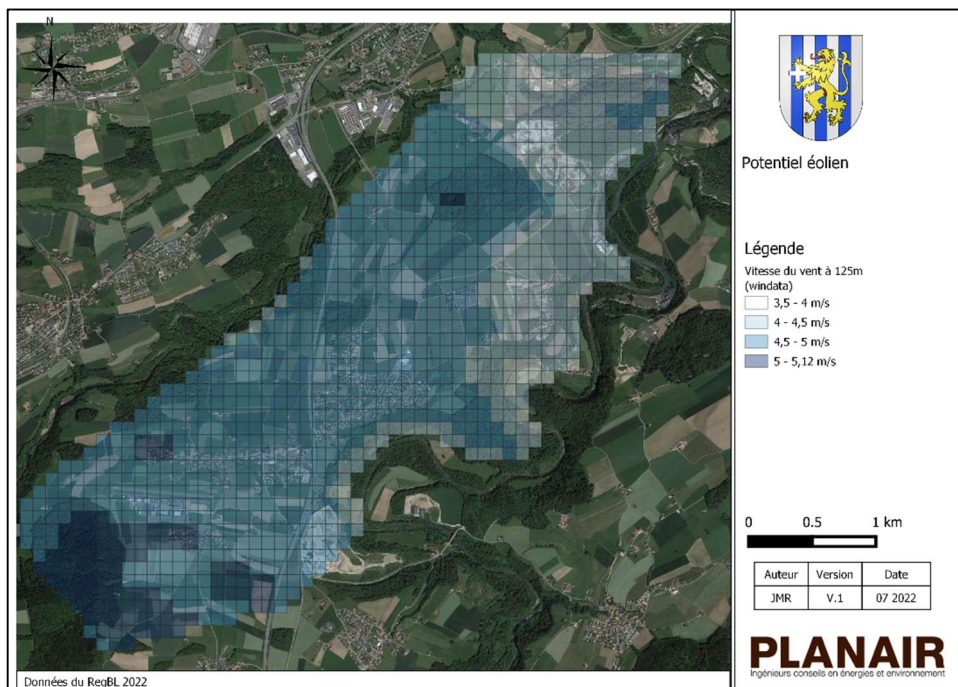 N
Potentiel éolien
Légende
Vitesse du vent à 125m
(windata)
3,5 - 4 m/s
4 - 4,5 m/s
4,5 - 5 m/s
5 - 5,12 m/s
0 0.5 1 km
Auteur Version Date
JMR V.1 07 2022
PLANAIR
Ingénieurs conseils en énergies et environnement
Données du RegBL 2022